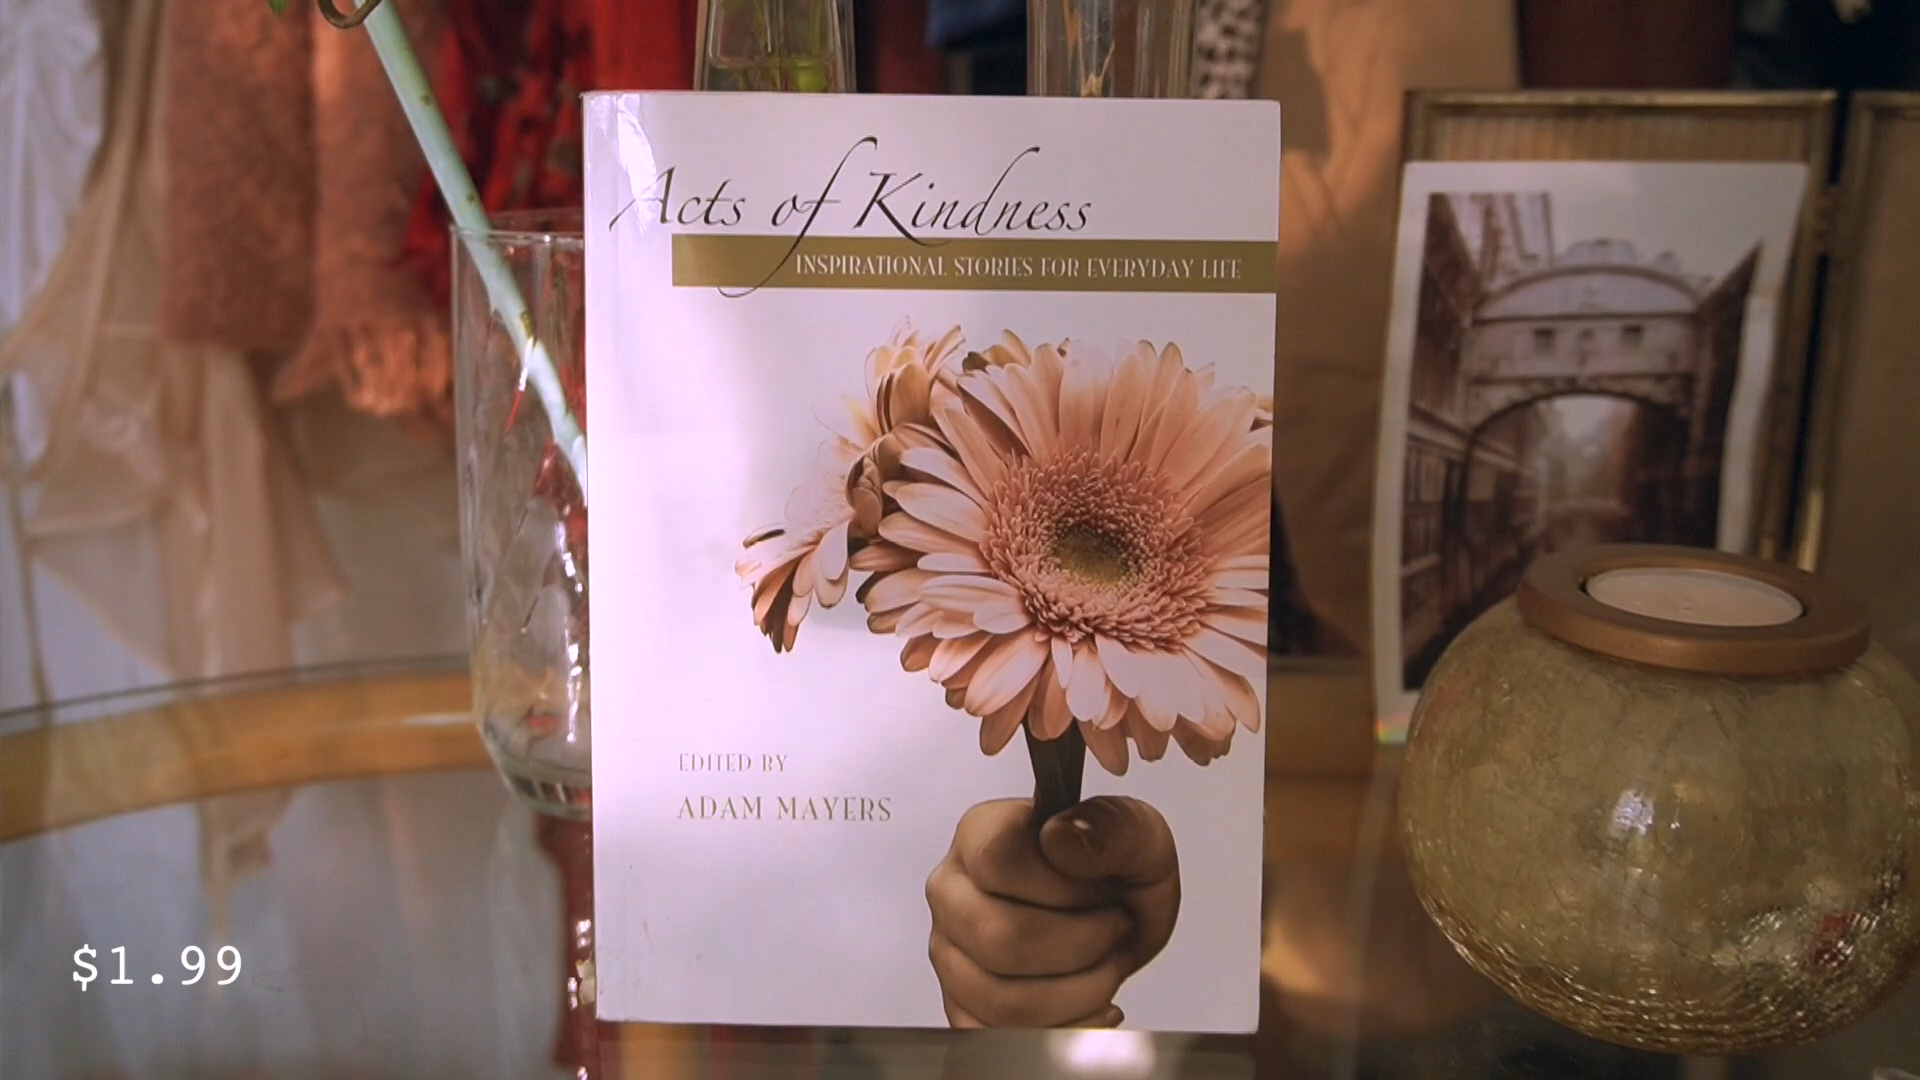 Acts of Kindness
INSPIRATIONAL STORIES FOR EVERYDAY LIFE
EDITED BY
ADAM MAYERS
$1.99